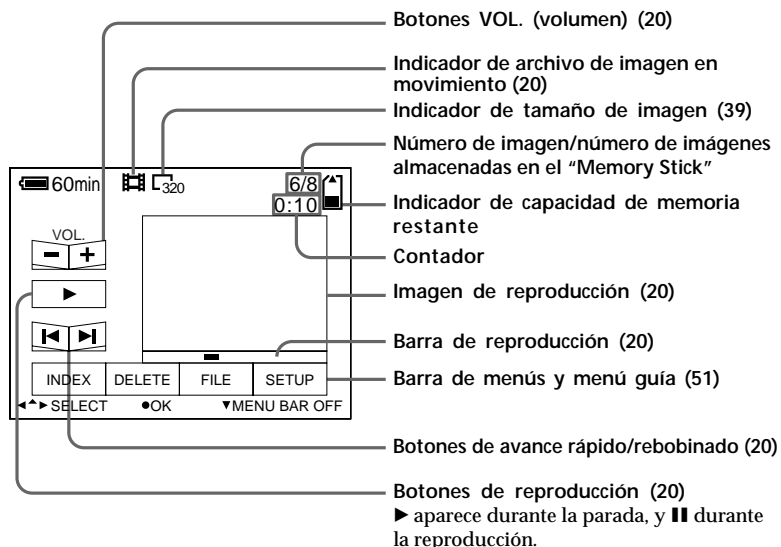 Botones VOL. (volumen) (20)
Indicador de archivo de imagen en
movimiento (20)
Indicador de tamaño de imagen (39)
Número de imagen/número de imágenes
almacenadas en el “Memory Stick”
Indicador de capacidad de memoria
restante
Contador
Imagen de reproducción (20)
Barra de reproducción (20)
Barra de menús y menú guía (51)
Botones de avance rápido/rebobinado (20)
Botones de reproducción (20)
► aparece durante la parada, y ❚❚ durante
la reproducción.
60min 320 6/8
0:10
VOL.
− +
►
INDEX DELETE FILE SETUP
◄▲► SELECT ●OK ▼MENU BAR OFF